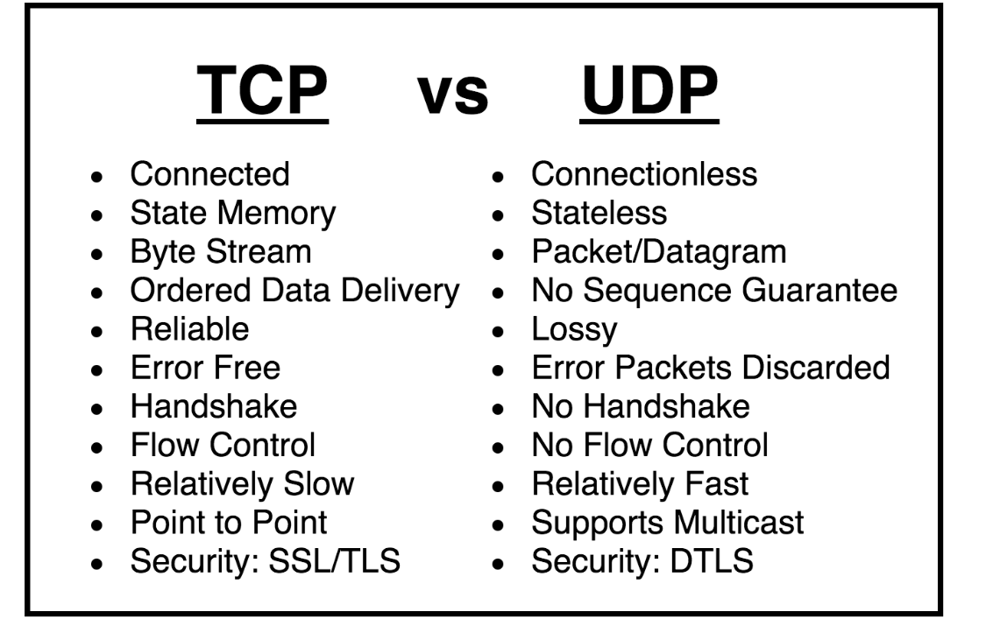 TCP vs UDP
• Connected
• State Memory
• Byte Stream
• Ordered Data Delivery
• Reliable
• Error Free
• Handshake
• Flow Control
• Relatively Slow
• Point to Point
• Security: SSL/TLS
• Connectionless
• Stateless
• Packet/Datagram
• No Sequence Guarantee
• Lossy
• Error Packets Discarded
• No Handshake
• No Flow Control
• Relatively Fast
• Supports Multicast
• Security: DTLS